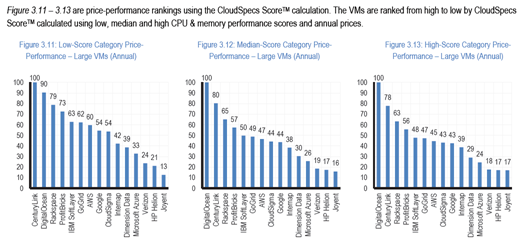 Figure 3.11 – 3.13 are price-performance rankings using the CloudSpecs Score™ calculation. The VMs are ranked from high to low by CloudSpecs
Score™ calculated using low, median and high CPU & memory performance scores and annual prices.
Figure 3.11: Low-Score Category Price-
Performance – Large VMs (Annual)
100
90
80
70
60
50
40
30
20
10
0
100
90
79
73
63
62
60
54
54
42
39
33
24
21
13
CenturyLink
DigitalOcean
Rackspace
ProfitBricks
IBM SoftLayer
GoGrid
AWS
Google
CloudSigma
Internap
Dimension Data
Microsoft Azure
Verizon
HP Helion
Joyent
Figure 3.12: Median-Score Category Price-
Performance – Large VMs (Annual)
100
90
80
70
60
50
40
30
20
10
0
100
80
65
57
50
49
47
44
44
38
30
26
19
17
16
DigitalOcean
CenturyLink
Rackspace
ProfitBricks
IBM SoftLayer
GoGrid
AWS
CloudSigma
Google
Internap
Dimension Data
Microsoft Azure
Verizon
HP Helion
Joyent
Figure 3.13: High-Score Category Price-
Performance – Large VMs (Annual)
100
90
80
70
60
50
40
30
20
10
0
100
78
63
56
48
47
45
43
43
39
29
24
18
17
17
DigitalOcean
CenturyLink
Rackspace
ProfitBricks
IBM SoftLayer
GoGrid
AWS
CloudSigma
Google
Internap
Dimension Data
Microsoft Azure
Verizon
HP Helion
Joyent